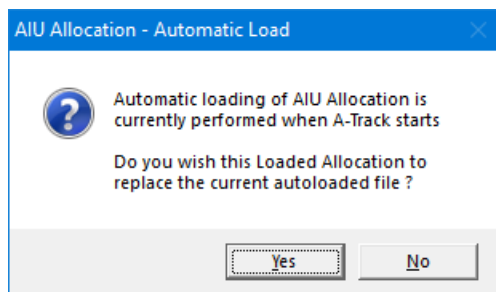 AIU Allocation - Automatic Load
Automatic loading of AIU Allocation is
currently performed when A-Track starts
Do you wish this Loaded Allocation to
replace the current autoloaded file ?
Yes
No